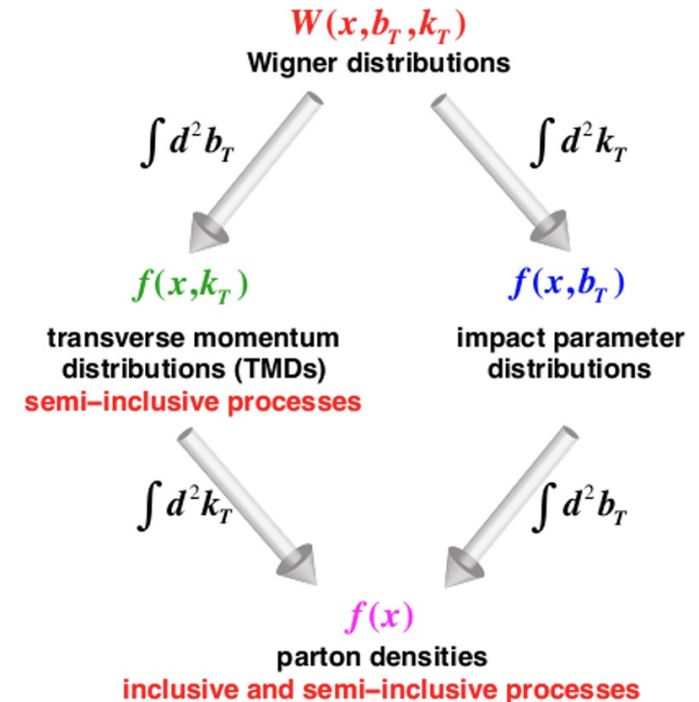 W(x,b_T,k_T)
Wigner distributions
∫ d²b_T
∫ d²k_T
f(x,k_T)
f(x,b_T)
transverse momentum
distributions (TMDs)
semi–inclusive processes
impact parameter
distributions
∫ d²k_T
∫ d²b_T
f(x)
parton densities
inclusive and semi–inclusive processes